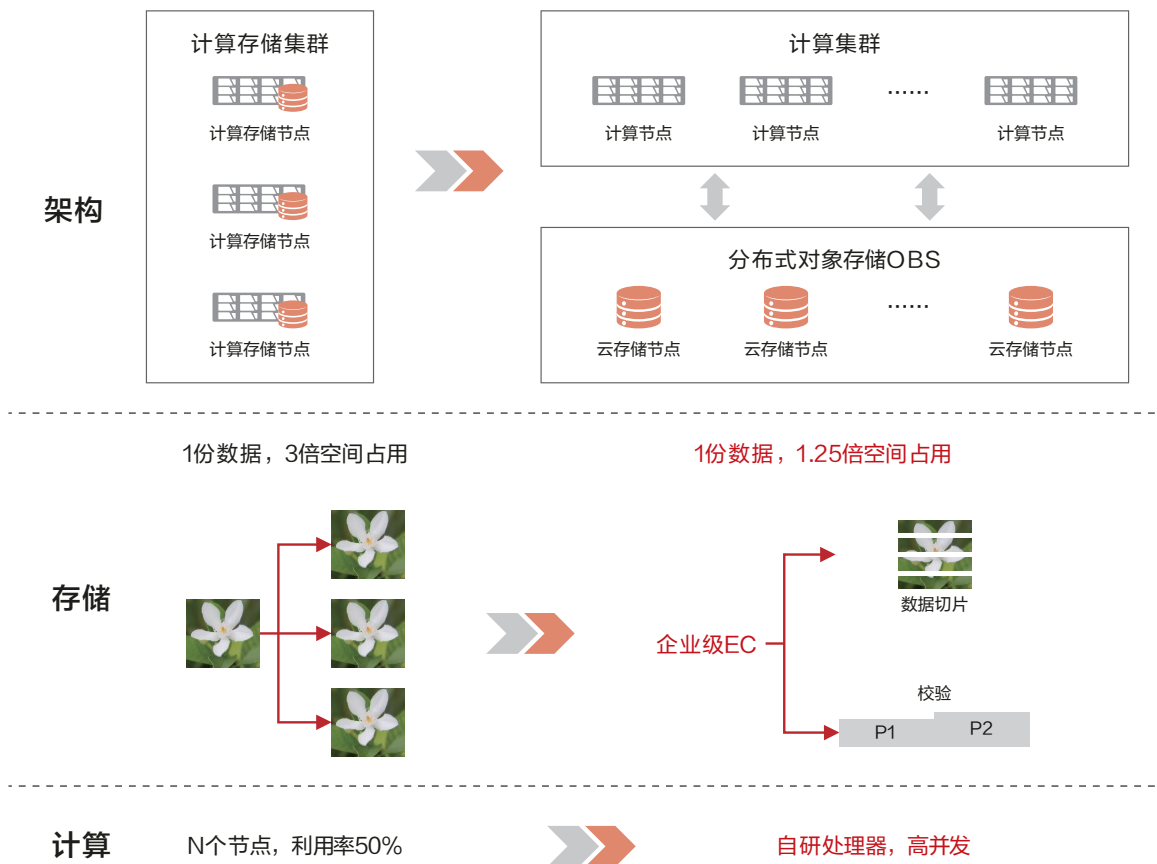 架构
计算存储集群
计算存储节点
计算存储节点
计算存储节点
计算集群
计算节点 计算节点 …… 计算节点
分布式对象存储OBS
云存储节点 云存储节点 …… 云存储节点
存储
1份数据，3倍空间占用
1份数据，1.25倍空间占用
企业级EC
数据切片
校验
P1 P2
计算
N个节点，利用率50%
自研处理器，高并发